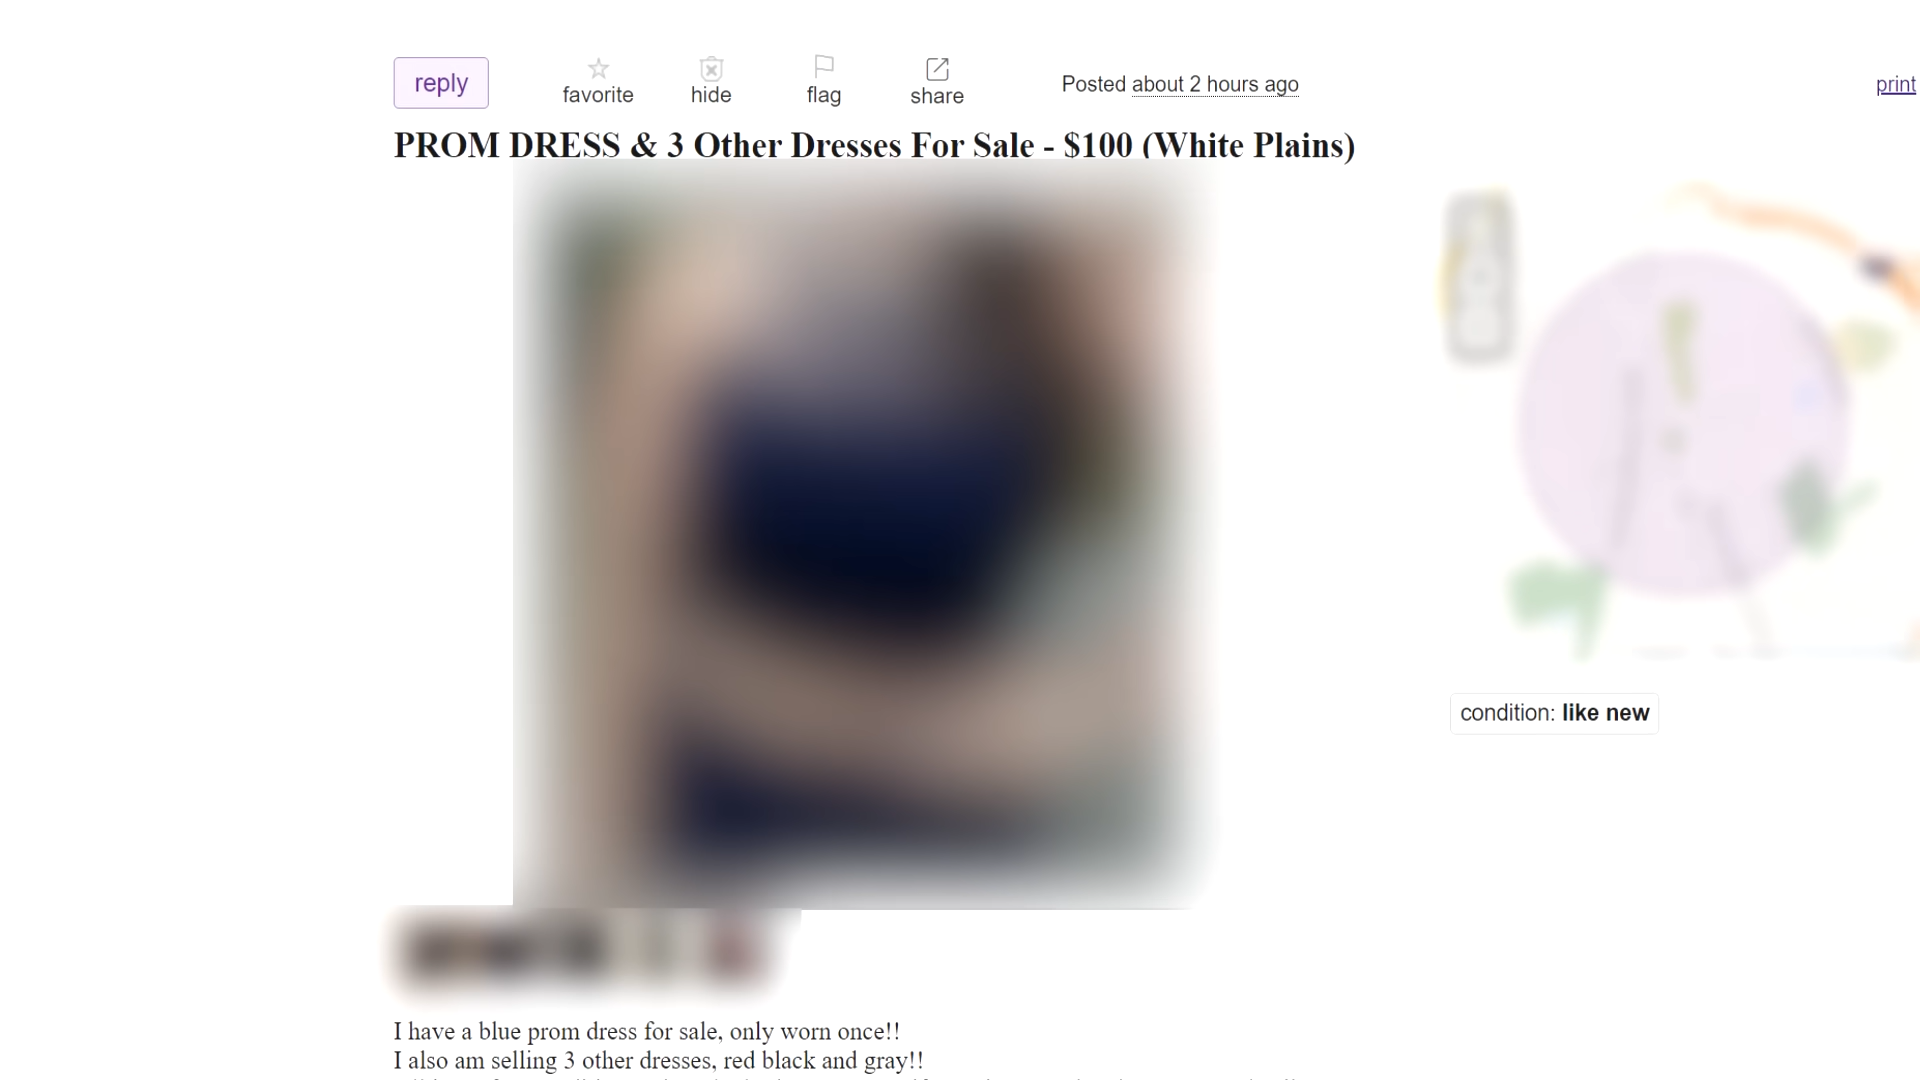 reply
favorite
hide
flag
share
Posted about 2 hours ago
print
PROM DRESS & 3 Other Dresses For Sale - $100 (White Plains)
condition: like new
I have a blue prom dress for sale, only worn once!!
I also am selling 3 other dresses, red black and gray!!